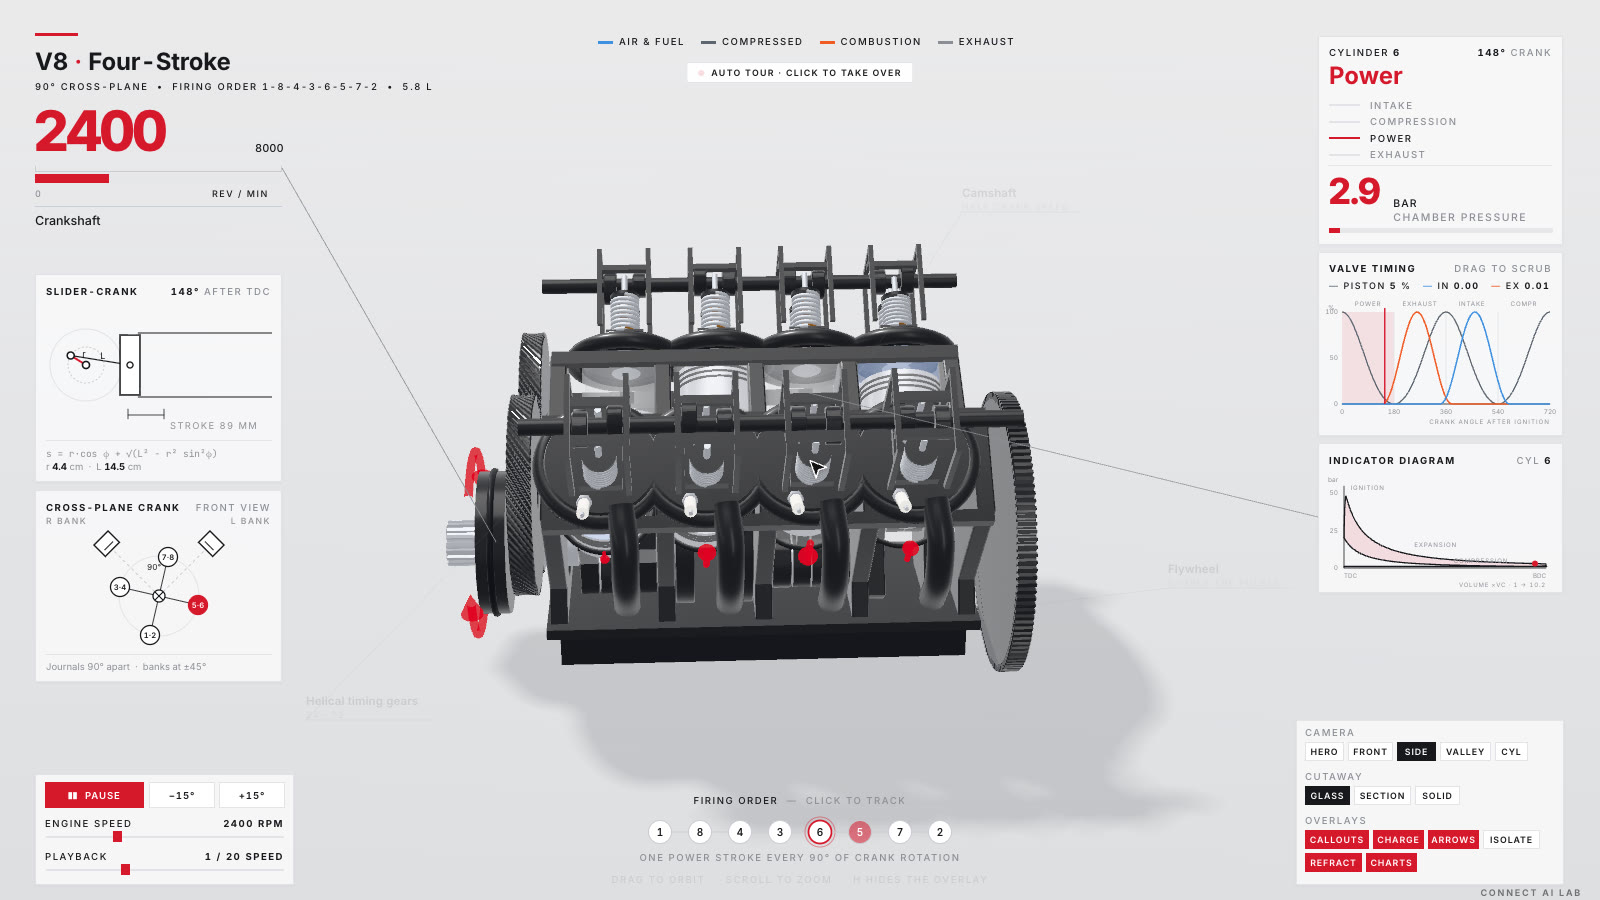 V8 · Four-Stroke
90° CROSS-PLANE • FIRING ORDER 1-8-4-3-6-5-7-2 • 5.8 L
2400
8000
0
REV / MIN
Crankshaft
SLIDER-CRANK 148° AFTER TDC
r L
STROKE 89 MM
s = r·cos ϕ + √(L² − r² sin²ϕ)
r 4.4 cm · L 14.5 cm
CROSS-PLANE CRANK FRONT VIEW
R BANK L BANK
7-8
90°
3-4
5-6
1-2
Journals 90° apart · banks at ±45°
PAUSE −15° +15°
ENGINE SPEED 2400 RPM
PLAYBACK 1 / 20 SPEED
AIR & FUEL COMPRESSED COMBUSTION EXHAUST
AUTO TOUR · CLICK TO TAKE OVER
Camshaft
HALF CRANK SPEED
Flywheel
Helical timing gears
FIRING ORDER — CLICK TO TRACK
1 8 4 3 6 5 7 2
ONE POWER STROKE EVERY 90° OF CRANK ROTATION
DRAG TO ORBIT · SCROLL TO ZOOM · H HIDES THE OVERLAY
CYLINDER 6 148° CRANK
Power
INTAKE
COMPRESSION
POWER
EXHAUST
2.9 BAR
CHAMBER PRESSURE
VALVE TIMING DRAG TO SCRUB
PISTON 5 % IN 0.00 EX 0.01
POWER EXHAUST INTAKE COMPR
%
100
50
0
0 180 360 540 720
CRANK ANGLE AFTER IGNITION
INDICATOR DIAGRAM CYL 6
bar
50
IGNITION
25
EXPANSION
COMPRESSION
0
TDC BDC
VOLUME ×VC · 1 → 10.2
CAMERA
HERO FRONT SIDE VALLEY CYL
CUTAWAY
GLASS SECTION SOLID
OVERLAYS
CALLOUTS CHARGE ARROWS ISOLATE
REFRACT CHARTS
CONNECT AI LAB